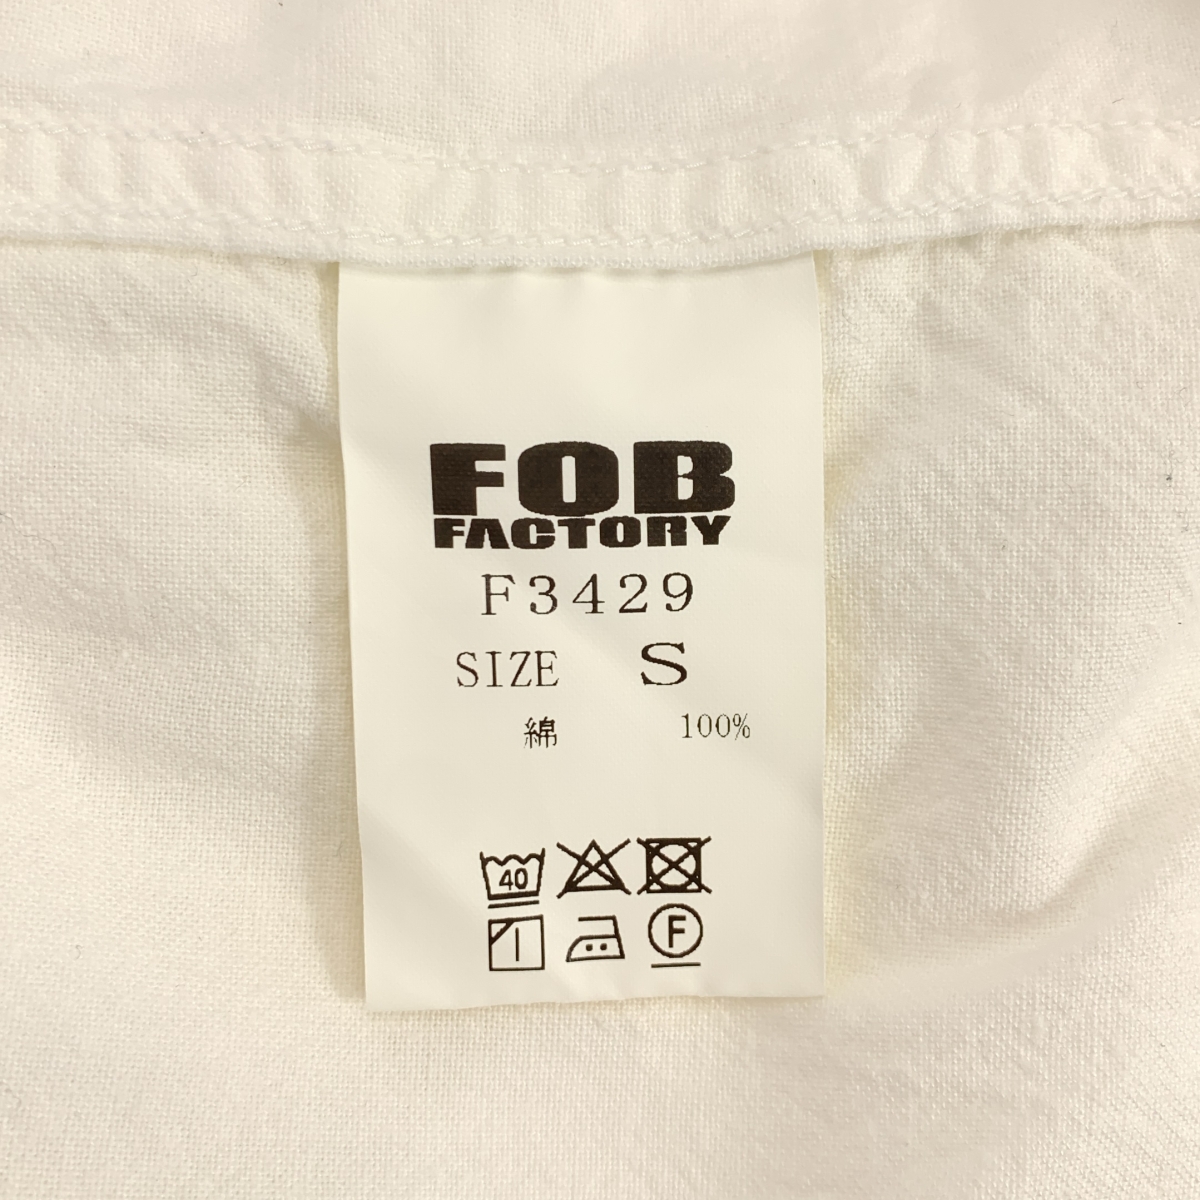 FOB
FACTORY
F3429
SIZE S
綿 100%
40
F